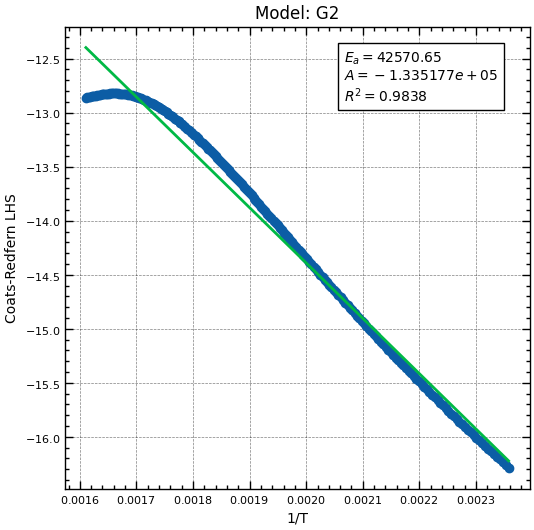 Model: G2
Eₐ = 42570.65
A = −1.335177e + 05
R² = 0.9838
Coats-Redfern LHS
−12.5
−13.0
−13.5
−14.0
−14.5
−15.0
−15.5
−16.0
0.0016 0.0017 0.0018 0.0019 0.0020 0.0021 0.0022 0.0023
1/T